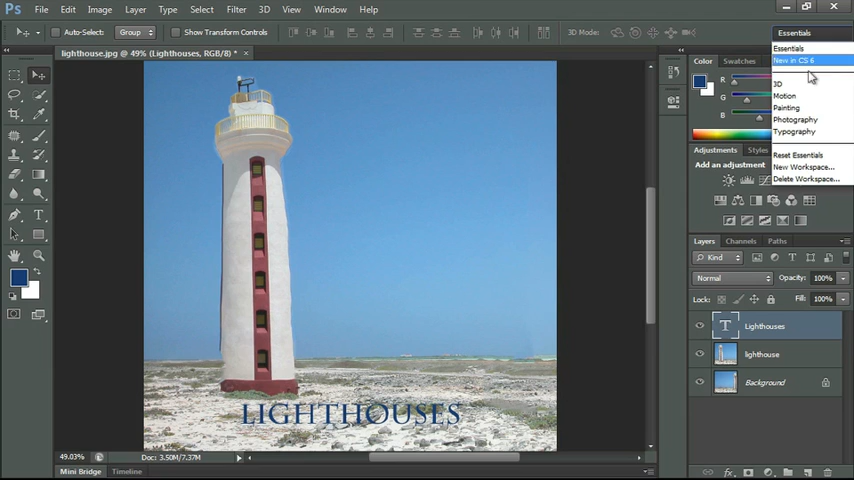 Ps File Edit Image Layer Type Select Filter 3D View Window Help
Auto-Select: Group Show Transform Controls 3D Mode: Essentials
lighthouse.jpg @ 49% (Lighthouses, RGB/8) * ×
Essentials
New in CS 6
3D
Motion
Painting
Photography
Typography
Reset Essentials
New Workspace...
Delete Workspace...
Color Swatches
R
G
B
Adjustments Styles
Add an adjustment
Layers Channels Paths
Kind
Normal Opacity: 100%
Lock: Fill: 100%
T Lighthouses
lighthouse
Background
LIGHTHOUSES
49.03% Doc: 3.50M/7.37M
Mini Bridge Timeline